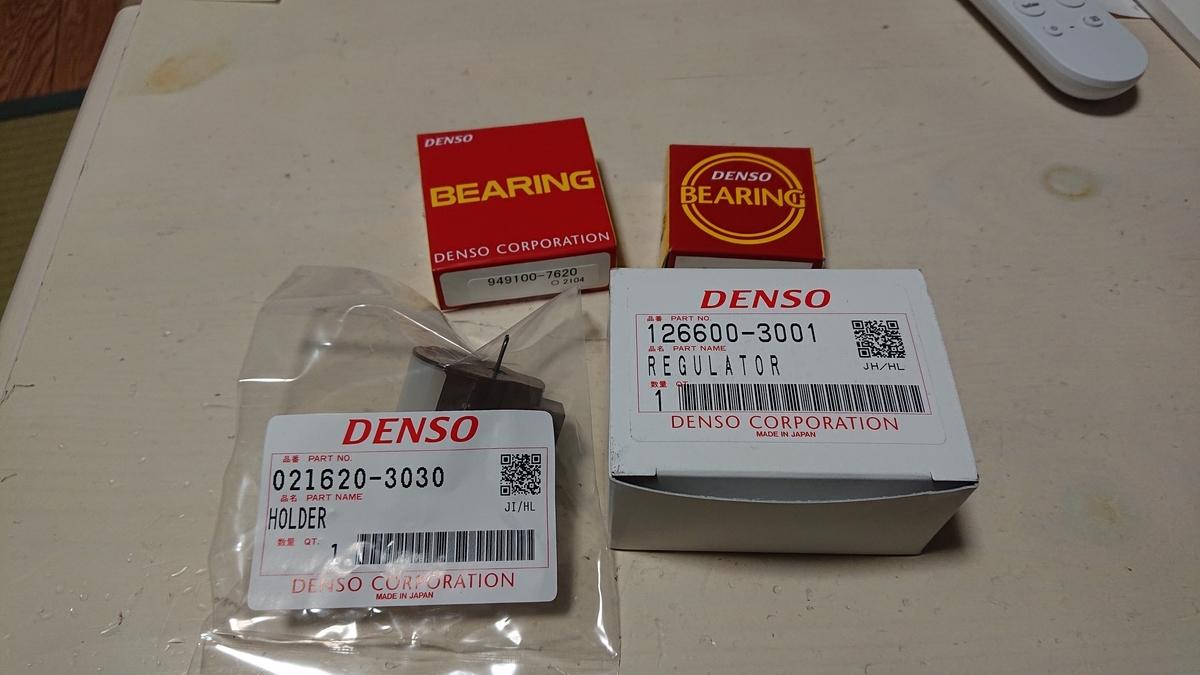 DENSO
BEARING
DENSO CORPORATION
949100-7620
2104
DENSO
BEARING
DENSO
品番 PART NO.
126600-3001
品名 PART NAME
REGULATOR
JH/HL
数量 QT.
1
DENSO CORPORATION
MADE IN JAPAN
DENSO
品番 PART NO.
021620-3030
品名 PART NAME
HOLDER
JI/HL
数量 QT.
1
DENSO CORPORATION
MADE IN JAPAN